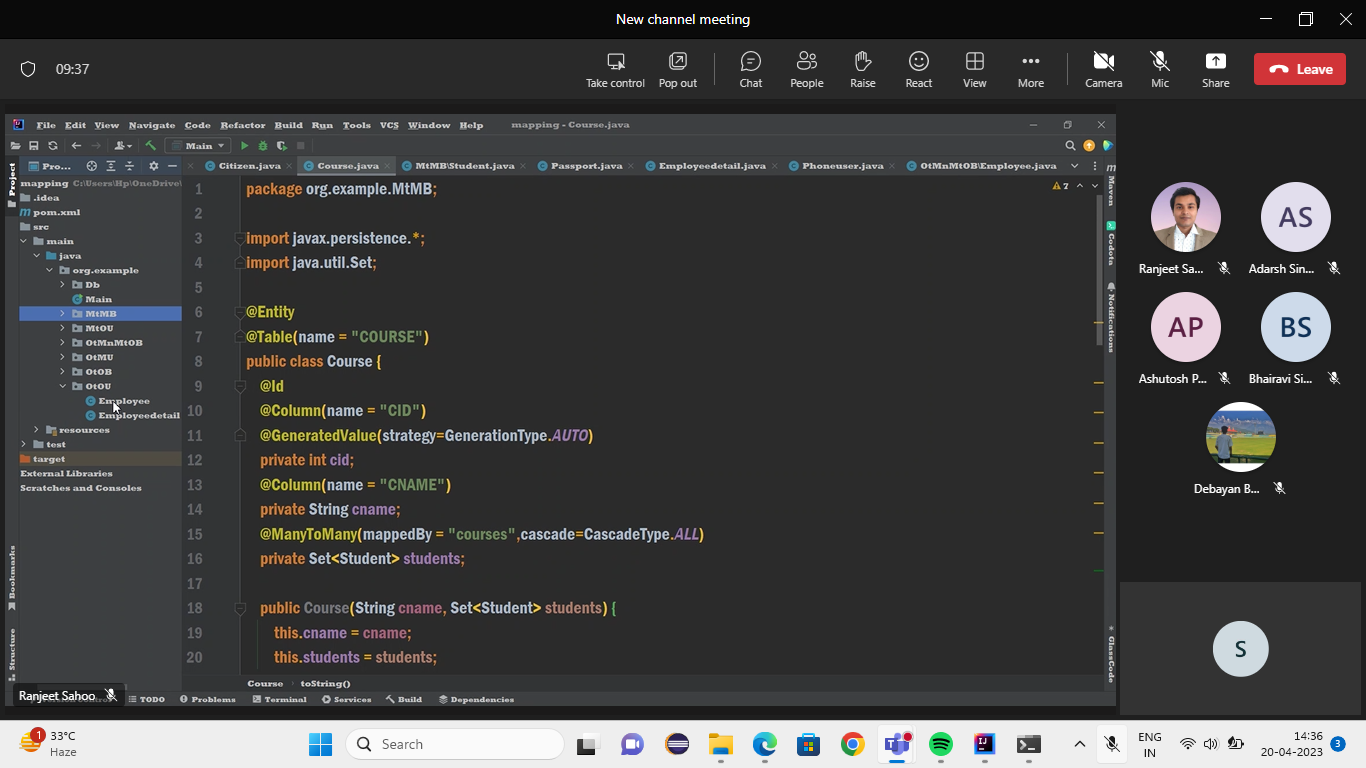 New channel meeting
09:37
Take control
Pop out
Chat
People
Raise
React
View
More
Camera
Mic
Share
Leave
File Edit View Navigate Code Refactor Build Run Tools VCS Window Help mapping - Course.java
Main
Pro...
Citizen.java
Course.java
MtMB\Student.java
Passport.java
Employeedetail.java
Phoneuser.java
OtMnMtOB\Employee.java
Project
mapping C:\Users\Hp\OneDrive\
.idea
pom.xml
src
main
java
org.example
Db
Main
MtMB
MtOU
OtMnMtOB
OtMU
OtOB
OtOU
Employee
Employeedetail
resources
test
target
External Libraries
Scratches and Consoles
Bookmarks
Structure
1 package org.example.MtMB;
2
3 import javax.persistence.*;
4 import java.util.Set;
5
6 @Entity
7 @Table(name = "COURSE")
8 public class Course {
9 @Id
10 @Column(name = "CID")
11 @GeneratedValue(strategy=GenerationType.AUTO)
12 private int cid;
13 @Column(name = "CNAME")
14 private String cname;
15 @ManyToMany(mappedBy = "courses",cascade=CascadeType.ALL)
16 private Set<Student> students;
17
18 public Course(String cname, Set<Student> students) {
19 this.cname = cname;
20 this.students = students;
7
Maven
Codota
Notifications
GlassCode
Course toString()
Ranjeet Sahoo
TODO
Problems
Terminal
Services
Build
Dependencies
Ranjeet Sa...
AS
Adarsh Sin...
AP
Ashutosh P...
BS
Bhairavi Si...
Debayan B...
S
1
33°C
Haze
Search
ENG
IN
14:36
20-04-2023
3